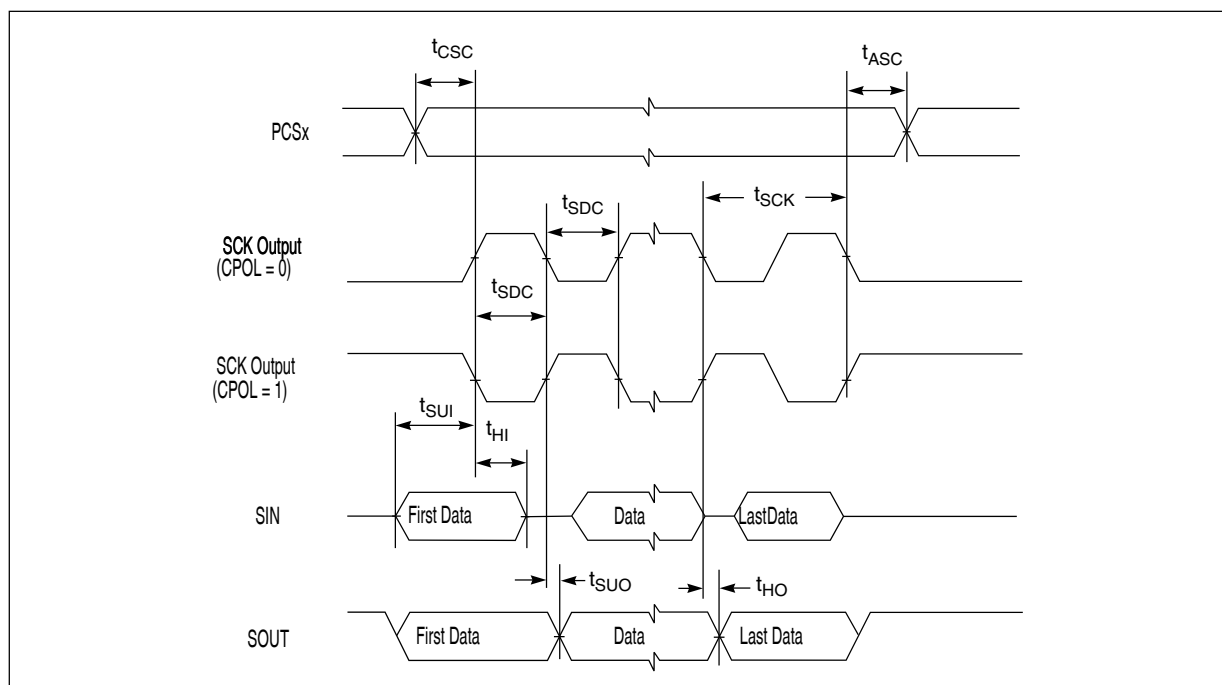 tCSC
tASC
PCSx
tSCK
tSDC
SCK Output
(CPOL = 0)
tSDC
SCK Output
(CPOL = 1)
tSUI
tHI
SIN
First Data
Data
LastData
tSUO
tHO
SOUT
First Data
Data
Last Data